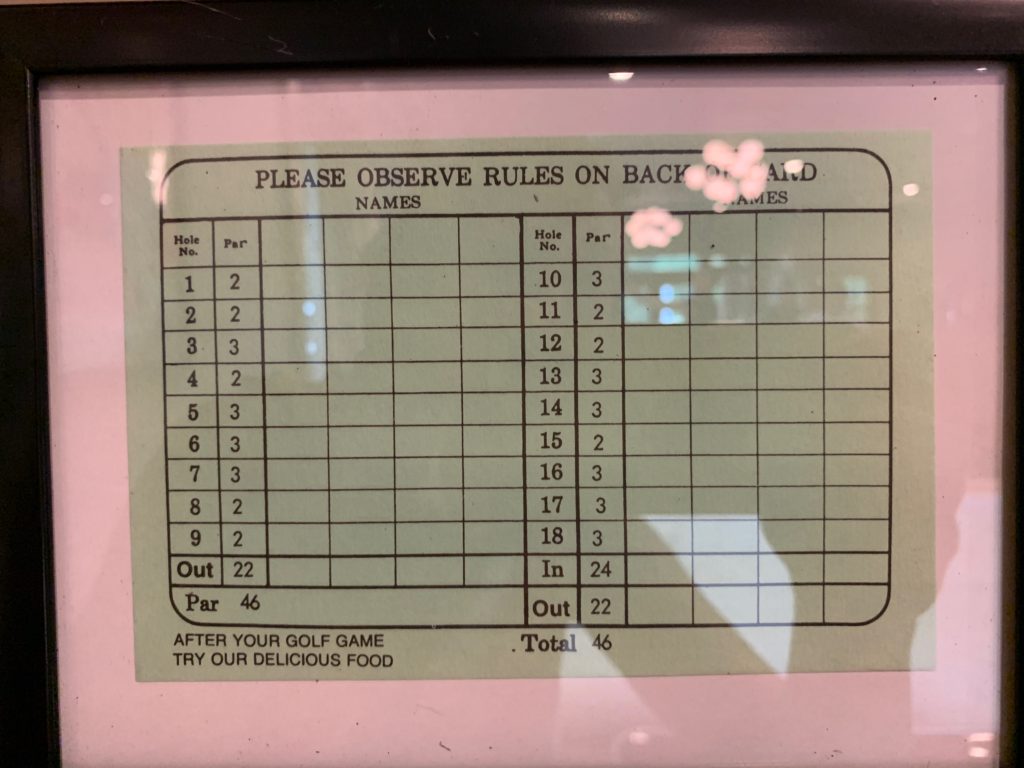 PLEASE OBSERVE RULES ON BACK CARD
NAMES NAMES
Hole No. Par Hole No. Par
1 2 10 3
2 2 11 2
3 3 12 2
4 2 13 3
5 3 14 3
6 3 15 2
7 3 16 3
8 2 17 3
9 2 18 3
Out 22 In 24
Par 46 Out 22
AFTER YOUR GOLF GAME . Total 46
TRY OUR DELICIOUS FOOD